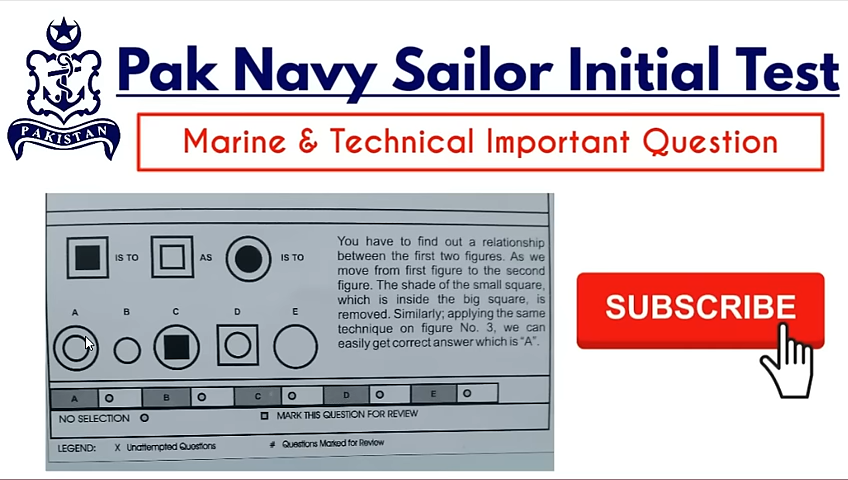 Pak Navy Sailor Initial Test
PAKISTAN
Marine & Technical Important Question
IS TO
AS
IS TO
You have to find out a relationship
between the first two figures. As we
move from first figure to the second
figure. The shade of the small square,
which is inside the big square, is
removed. Similarly; applying the same
technique on figure No. 3, we can
easily get correct answer which is "A".
A B C D E
A B C D E
NO SELECTION
MARK THIS QUESTION FOR REVIEW
LEGEND: X Unattempted Questions # Questions Marked for Review
SUBSCRIBE